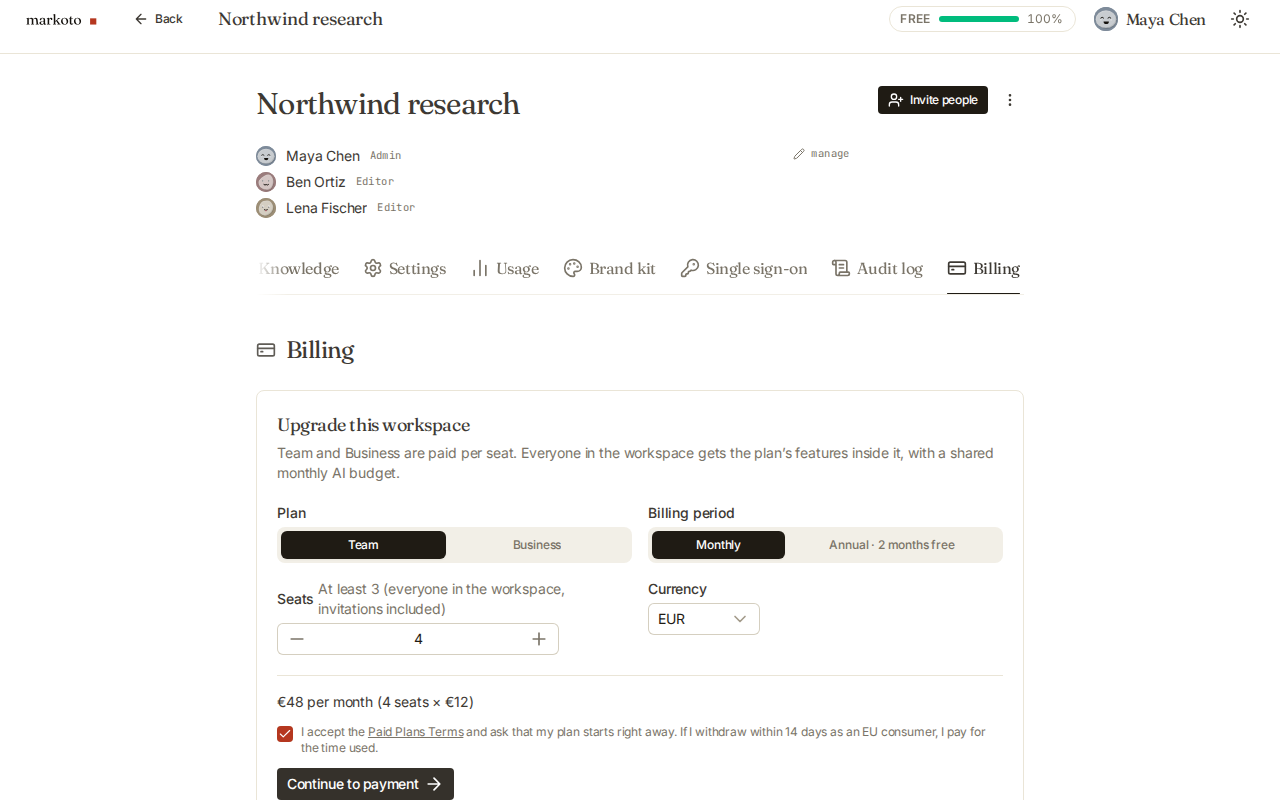 markoto
Back
Northwind research
FREE
100%
Maya Chen
Northwind research
Invite people
Maya Chen Admin
manage
Ben Ortiz Editor
Lena Fischer Editor
Knowledge
Settings
Usage
Brand kit
Single sign-on
Audit log
Billing
Billing
Upgrade this workspace
Team and Business are paid per seat. Everyone in the workspace gets the plan's features inside it, with a shared
monthly AI budget.
Plan
Billing period
Team
Business
Monthly
Annual · 2 months free
Seats
At least 3 (everyone in the workspace,
invitations included)
Currency
4
EUR
€48 per month (4 seats × €12)
I accept the Paid Plans Terms and ask that my plan starts right away. If I withdraw within 14 days as an EU consumer, I pay for
the time used.
Continue to payment